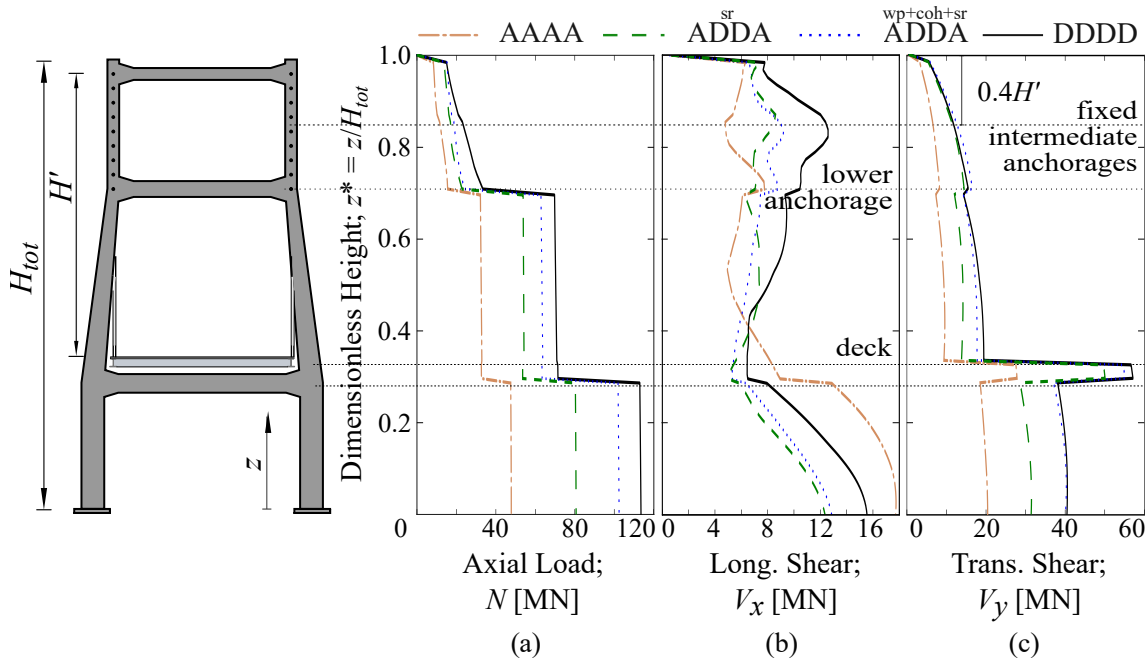 AAAA
sr
ADDA
wp+coh+sr
ADDA
DDDD
H'
H_tot
z
Dimensionless Height; z* = z/H_tot
1.0
0.8
0.6
0.4
0.2
0.4H'
fixed
intermediate
anchorages
lower
anchorage
deck
0 40 80 120
0 4 8 12 16
0 20 40 60
Axial Load;
N [MN]
(a)
Long. Shear;
V_x [MN]
(b)
Trans. Shear;
V_y [MN]
(c)